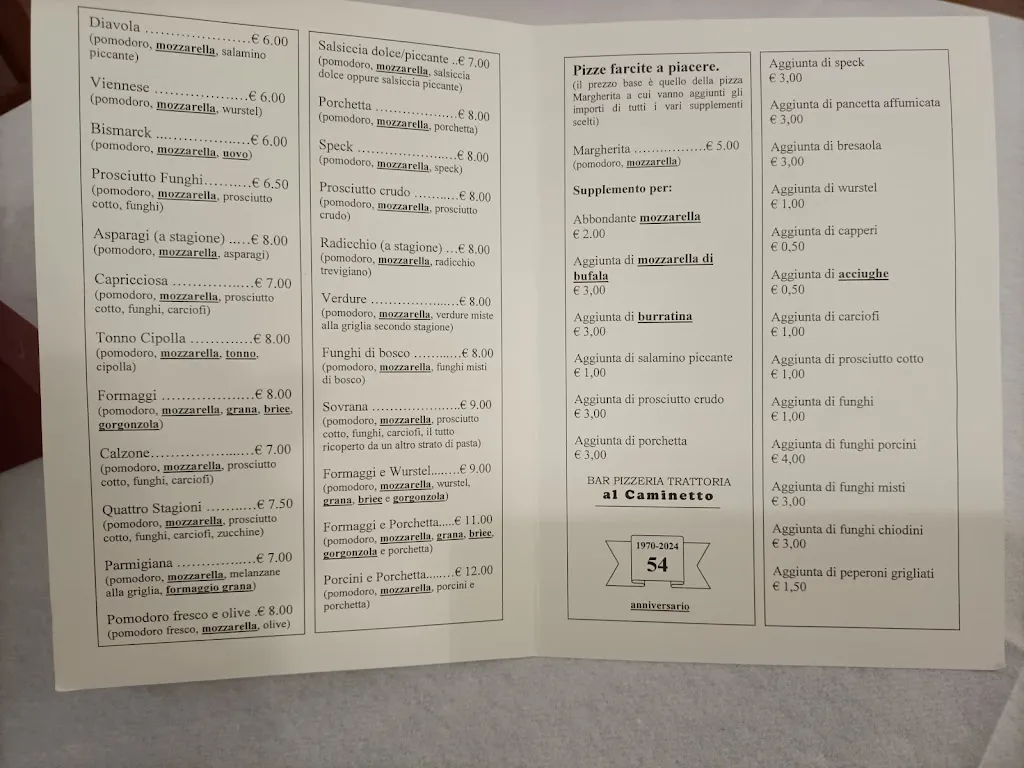 Diavola ........................€ 6.00
(pomodoro, mozzarella, salamino
piccante)
Viennese ....................€ 6.00
(pomodoro, mozzarella, wurstel)
Bismarck ....................€ 6.00
(pomodoro, mozzarella, uovo)
Prosciutto Funghi..........€ 6.50
(pomodoro, mozzarella, prosciutto
cotto, funghi)
Asparagi (a stagione) .....€ 8.00
(pomodoro, mozzarella, asparagi)
Capricciosa ..................€ 7.00
(pomodoro, mozzarella, prosciutto
cotto, funghi, carciofi)
Tonno Cipolla .............€ 8.00
(pomodoro, mozzarella, tonno,
cipolla)
Formaggi ....................€ 8.00
(pomodoro, mozzarella, grana, briee,
gorgonzola)
Calzone.......................€ 7.00
(pomodoro, mozzarella, prosciutto
cotto, funghi, carciofi)
Quattro Stagioni ...........€ 7.50
(pomodoro, mozzarella, prosciutto
cotto, funghi, carciofi, zucchine)
Parmigiana .................€ 7.00
(pomodoro, mozzarella, melanzane
alla griglia, formaggio grana)
Pomodoro fresco e olive .€ 8.00
(pomodoro fresco, mozzarella, olive)
Salsiccia dolce/piccante ..€ 7.00
(pomodoro, mozzarella, salsiccia
dolce oppure salsiccia piccante)
Porchetta ....................€ 8.00
(pomodoro, mozzarella, porchetta)
Speck ........................€ 8.00
(pomodoro, mozzarella, speck)
Prosciutto crudo ...........€ 8.00
(pomodoro, mozzarella, prosciutto
crudo)
Radicchio (a stagione) ...€ 8.00
(pomodoro, mozzarella, radicchio
trevigiano)
Verdure ......................€ 8.00
(pomodoro, mozzarella, verdure miste
alla griglia secondo stagione)
Funghi di bosco ............€ 8.00
(pomodoro, mozzarella, funghi misti
di bosco)
Sovrana ......................€ 9.00
(pomodoro, mozzarella, prosciutto
cotto, funghi, carciofi, il tutto
ricoperto da un altro strato di pasta)
Formaggi e Wurstel.......€ 9.00
(pomodoro, mozzarella, wurstel,
grana, briee e gorgonzola)
Formaggi e Porchetta.....€ 11.00
(pomodoro, mozzarella, grana, briee,
gorgonzola e porchetta)
Porcini e Porchetta........€ 12.00
(pomodoro, mozzarella, porcini e
porchetta)
Pizze farcite a piacere.
(il prezzo base è quello della pizza
Margherita a cui vanno aggiunti gli
importi di tutti i vari supplementi
scelti)
Margherita .................€ 5.00
(pomodoro, mozzarella)
Supplemento per:
Abbondante mozzarella
€ 2.00
Aggiunta di mozzarella di
bufala
€ 3,00
Aggiunta di burratina
€ 3,00
Aggiunta di salamino piccante
€ 1,00
Aggiunta di prosciutto crudo
€ 3,00
Aggiunta di porchetta
€ 3,00
BAR PIZZERIA TRATTORIA
al Caminetto
1970-2024
54
anniversario
Aggiunta di speck
€ 3,00
Aggiunta di pancetta affumicata
€ 3,00
Aggiunta di bresaola
€ 3,00
Aggiunta di wurstel
€ 1,00
Aggiunta di capperi
€ 0,50
Aggiunta di acciughe
€ 0,50
Aggiunta di carciofi
€ 1,00
Aggiunta di prosciutto cotto
€ 1,00
Aggiunta di funghi
€ 1,00
Aggiunta di funghi porcini
€ 4,00
Aggiunta di funghi misti
€ 3,00
Aggiunta di funghi chiodini
€ 3,00
Aggiunta di peperoni grigliati
€ 1,50